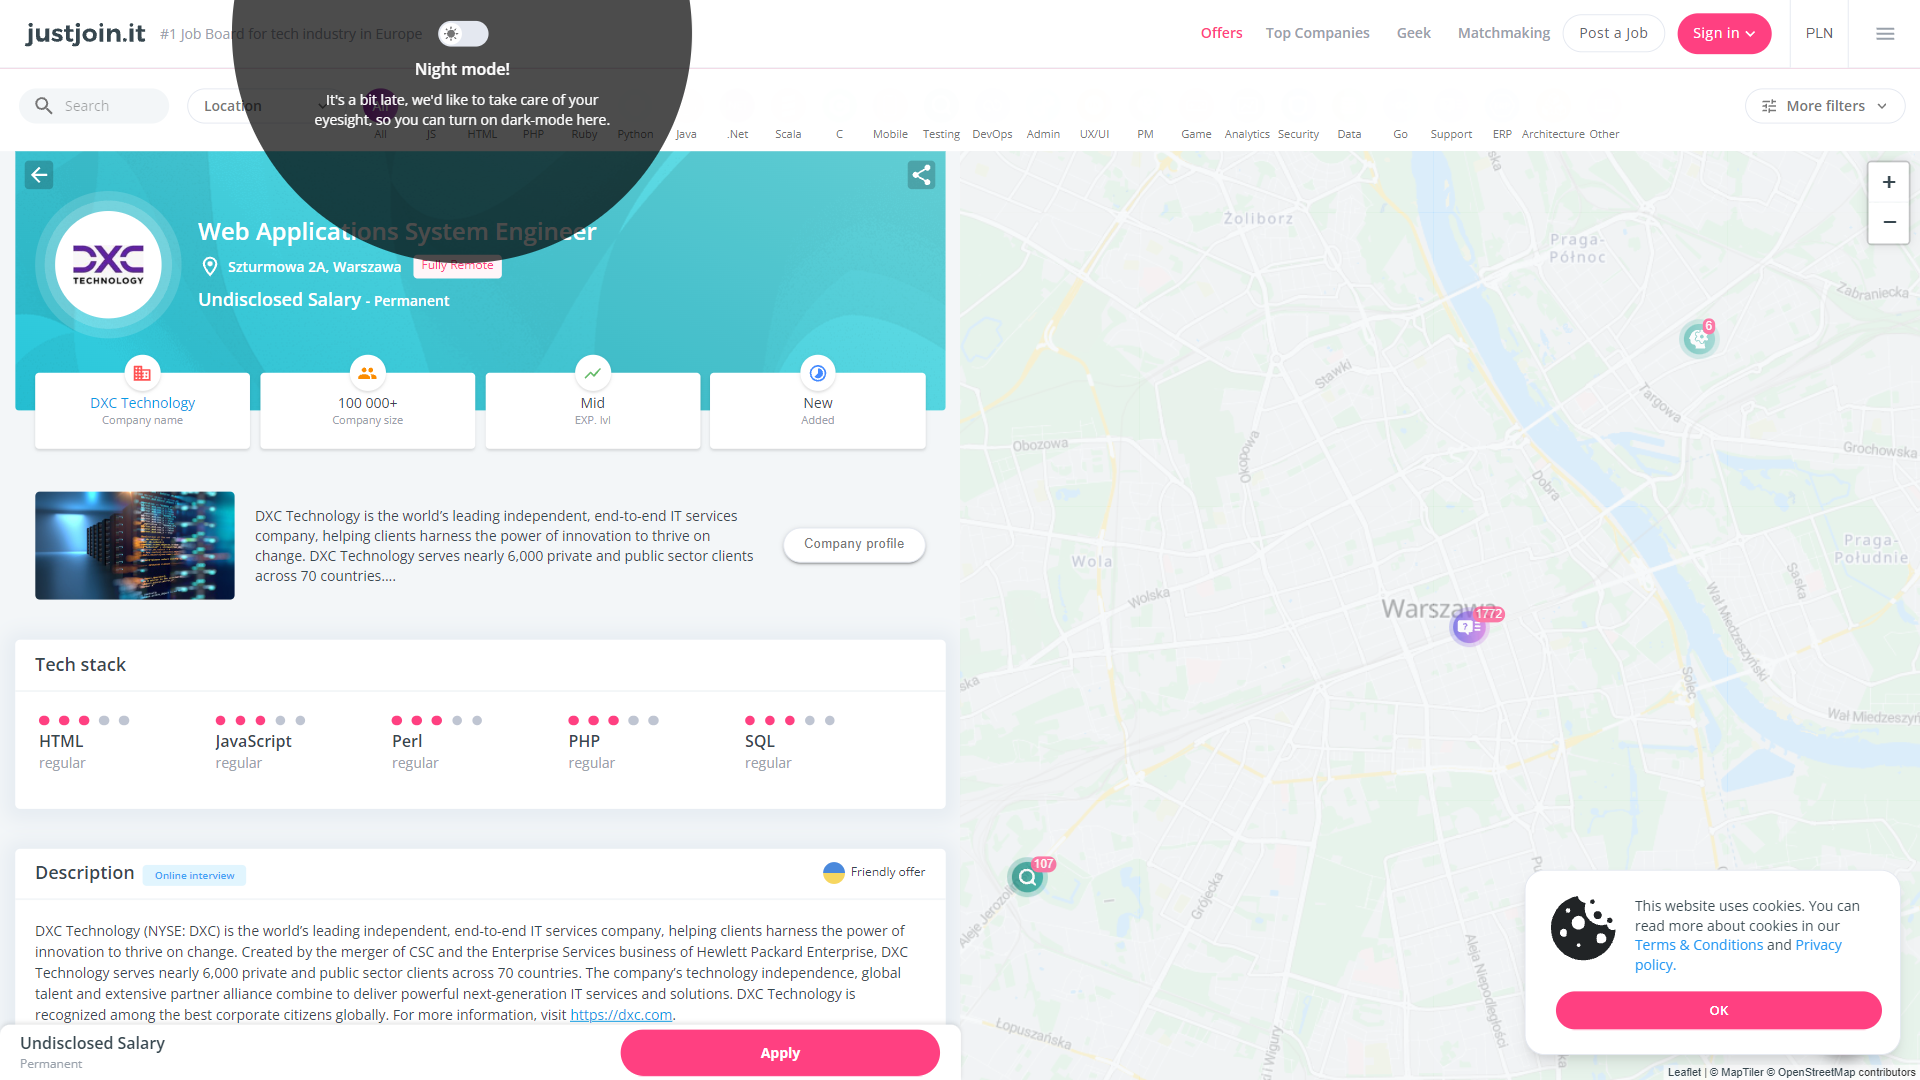 justjoin.it
#1 Job Board for tech industry in Europe
Offers
Top Companies
Geek
Matchmaking
Post a Job
Sign in
PLN
Night mode!
It's a bit late, we'd like to take care of your
eyesight, so you can turn on dark-mode here.
Search
Location
All
More filters
All
JS
HTML
PHP
Ruby
Python
Java
.Net
Scala
C
Mobile
Testing
DevOps
Admin
UX/UI
PM
Game
Analytics
Security
Data
Go
Support
ERP
Architecture
Other
DXC
TECHNOLOGY
Web Applications System Engineer
Szturmowa 2A, Warszawa
Fully Remote
Undisclosed Salary - Permanent
DXC Technology
Company name
100 000+
Company size
Mid
EXP. lvl
New
Added
DXC Technology is the world’s leading independent, end-to-end IT services
company, helping clients harness the power of innovation to thrive on
change. DXC Technology serves nearly 6,000 private and public sector clients
across 70 countries....
Company profile
Tech stack
HTML
regular
JavaScript
regular
Perl
regular
PHP
regular
SQL
regular
Description
Online interview
Friendly offer
DXC Technology (NYSE: DXC) is the world’s leading independent, end-to-end IT services company, helping clients harness the power of
innovation to thrive on change. Created by the merger of CSC and the Enterprise Services business of Hewlett Packard Enterprise, DXC
Technology serves nearly 6,000 private and public sector clients across 70 countries. The company’s technology independence, global
talent and extensive partner alliance combine to deliver powerful next-generation IT services and solutions. DXC Technology is
recognized among the best corporate citizens globally. For more information, visit https://dxc.com.
Undisclosed Salary
Permanent
Apply
+
−
Żoliborz
Praga-
Północ
Zabraniecka
6
Stawki
Targowa
Obozowa
Okopowa
Grochowska
Dobra
Wola
Praga-
Południe
Saska
Wał Miedzeszyński
Wolska
Warszawa
1772
Solec
Wał Miedzeszyń
107
Grójecka
Aleje Jerozoli
Aleja Niepodległości
Łopuszańska
Żwirki i Wigury
This website uses cookies. You can
read more about cookies in our
Terms & Conditions and Privacy
policy.
OK
Leaflet | © MapTiler © OpenStreetMap contributors